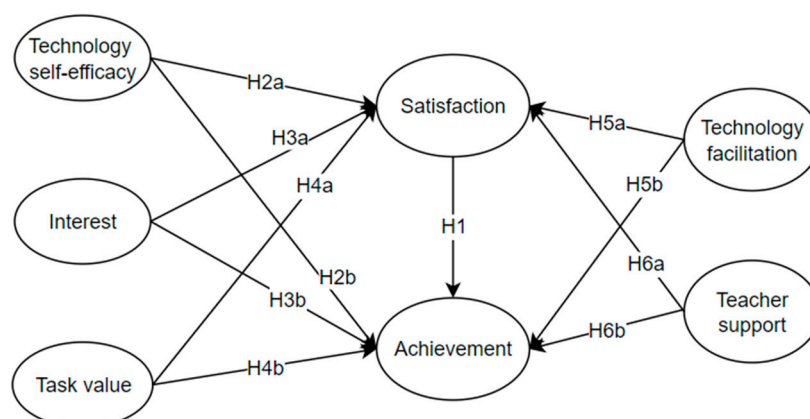 Technology
self-efficacy
H2a
Satisfaction
H5a
Technology
facilitation
H3a
H4a
H5b
Interest
H1
H2b
H6a
H3b
Teacher
support
H6b
Achievement
H4b
Task value